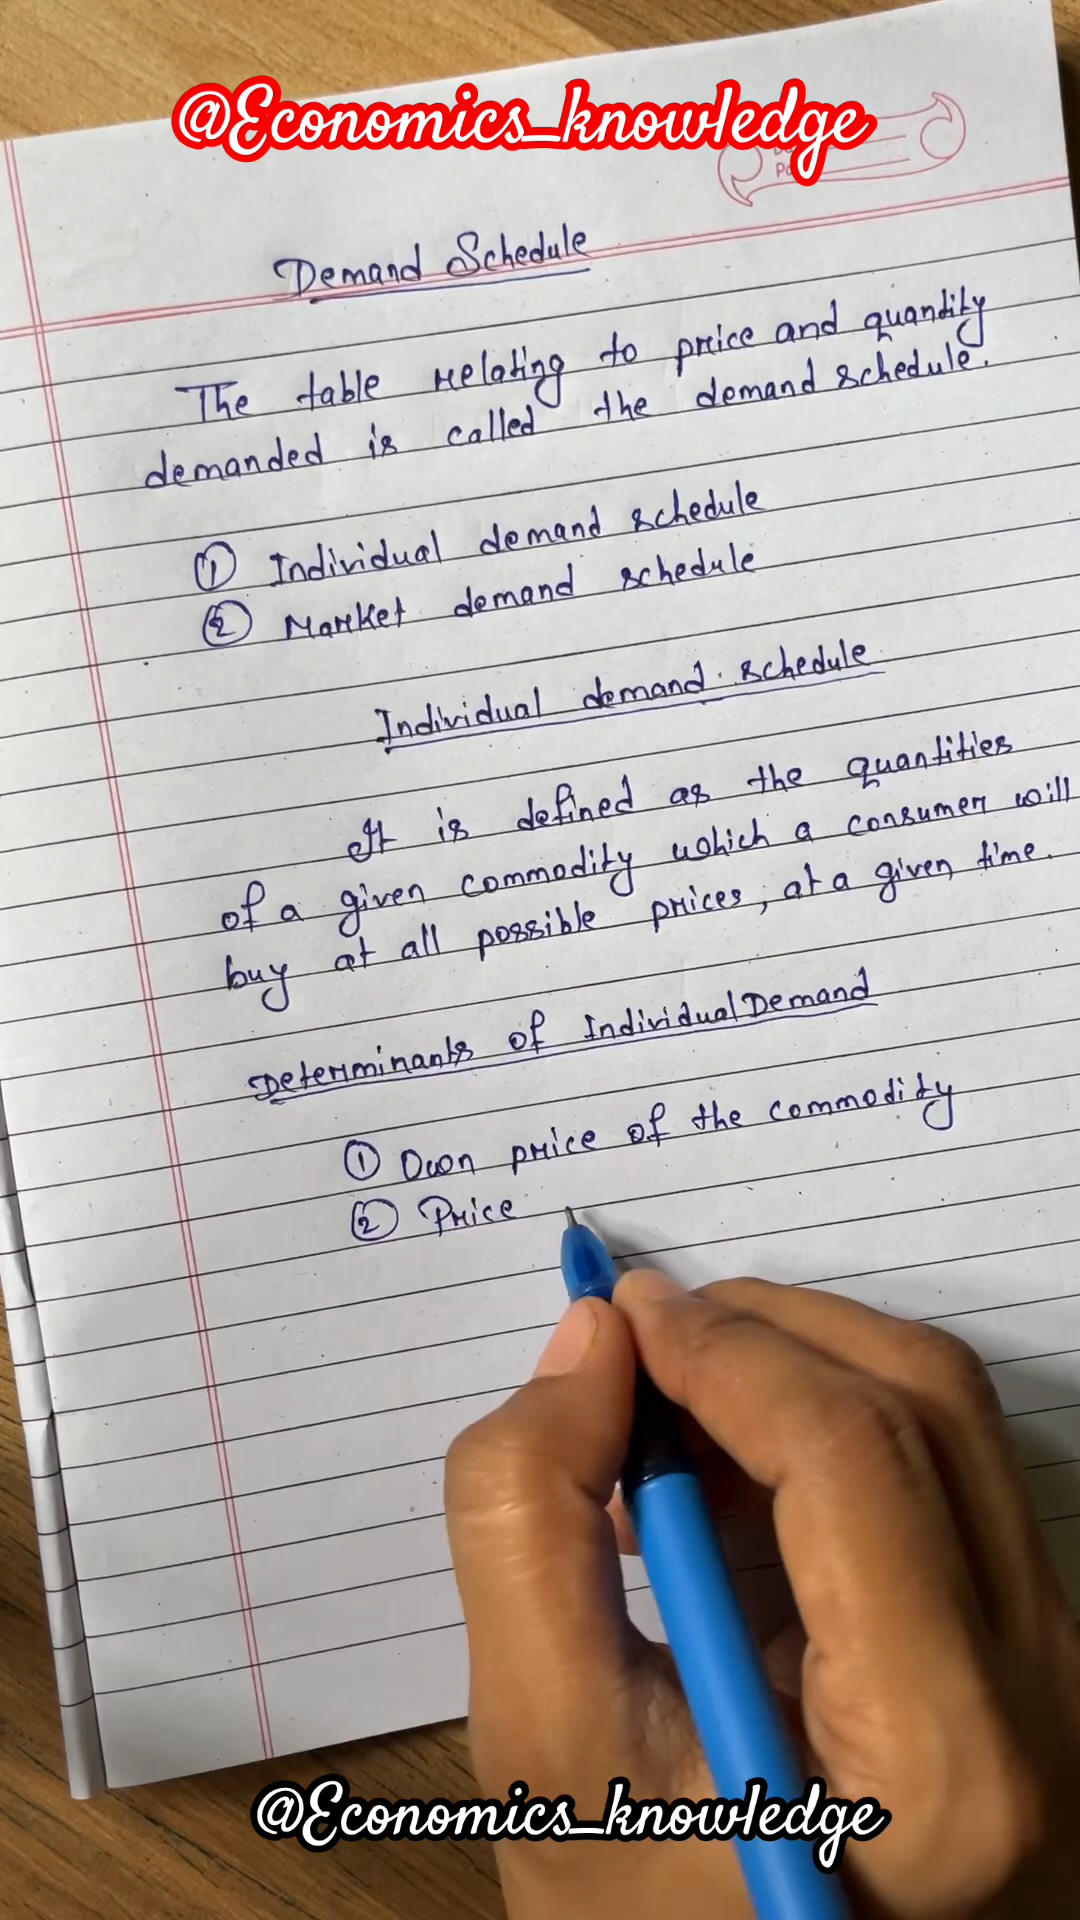 @Economics_knowledge
Demand Schedule
The table relating to price and quantity
demanded is called the demand schedule.
① Individual demand schedule
② Market demand schedule
Individual demand schedule
It is defined as the quantities
of a given commodity which a consumer will
buy at all possible prices, at a given time.
Determinants of Individual Demand
① Own price of the commodity
② Price
@Economics_knowledge